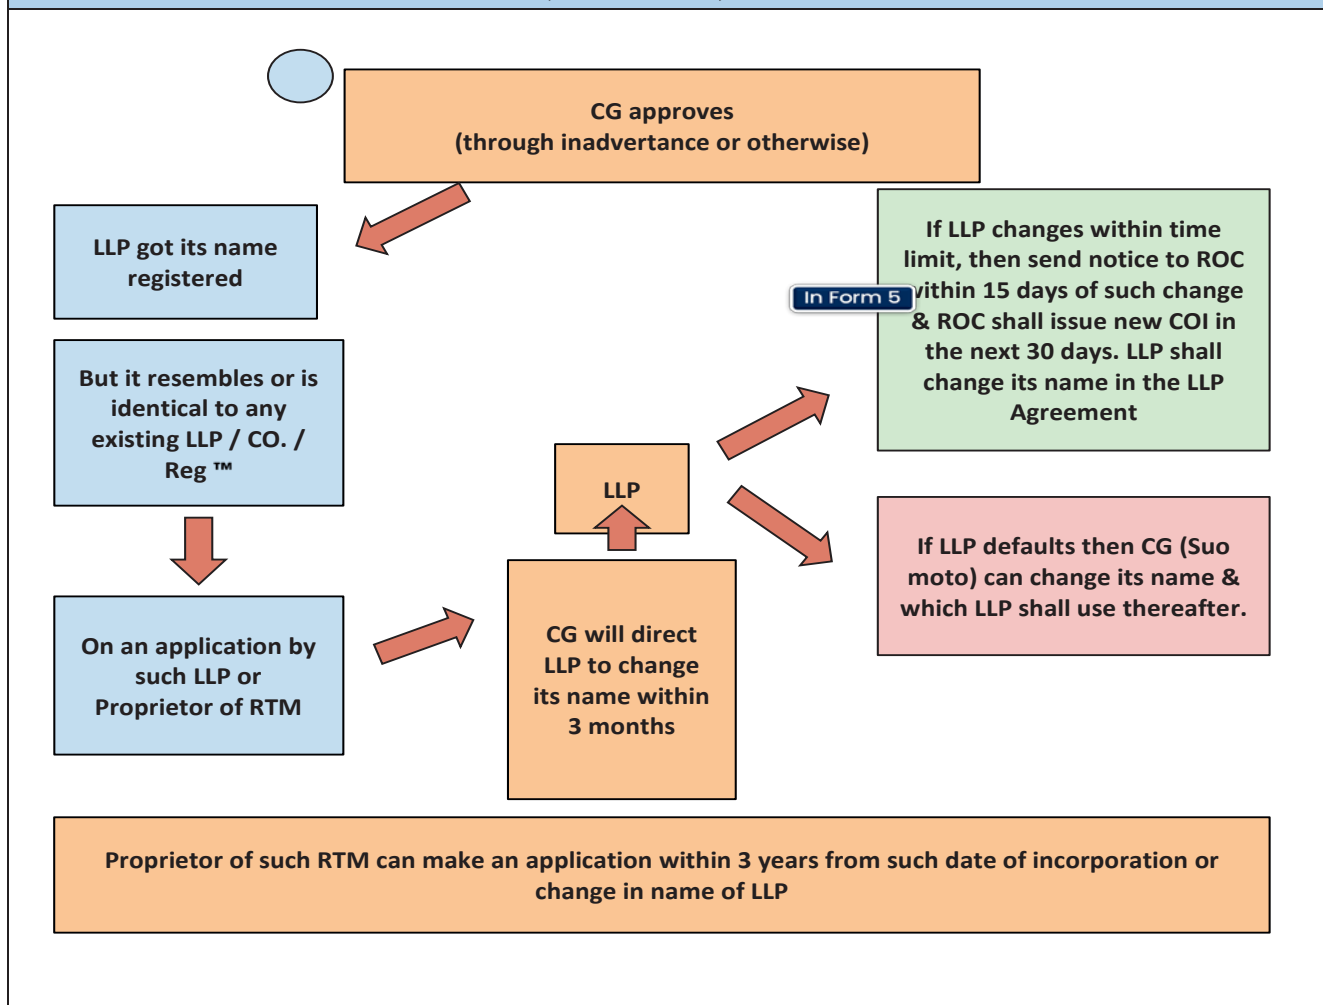 CG approves
(through inadvertance or otherwise)
LLP got its name
registered
But it resembles or is
identical to any
existing LLP / CO. /
Reg ™
On an application by
such LLP or
Proprietor of RTM
CG will direct
LLP to change
its name within
3 months
LLP
If LLP changes within time
limit, then send notice to ROC
In Form 5
within 15 days of such change
& ROC shall issue new COI in
the next 30 days. LLP shall
change its name in the LLP
Agreement
If LLP defaults then CG (Suo
moto) can change its name &
which LLP shall use thereafter.
Proprietor of such RTM can make an application within 3 years from such date of incorporation or
change in name of LLP